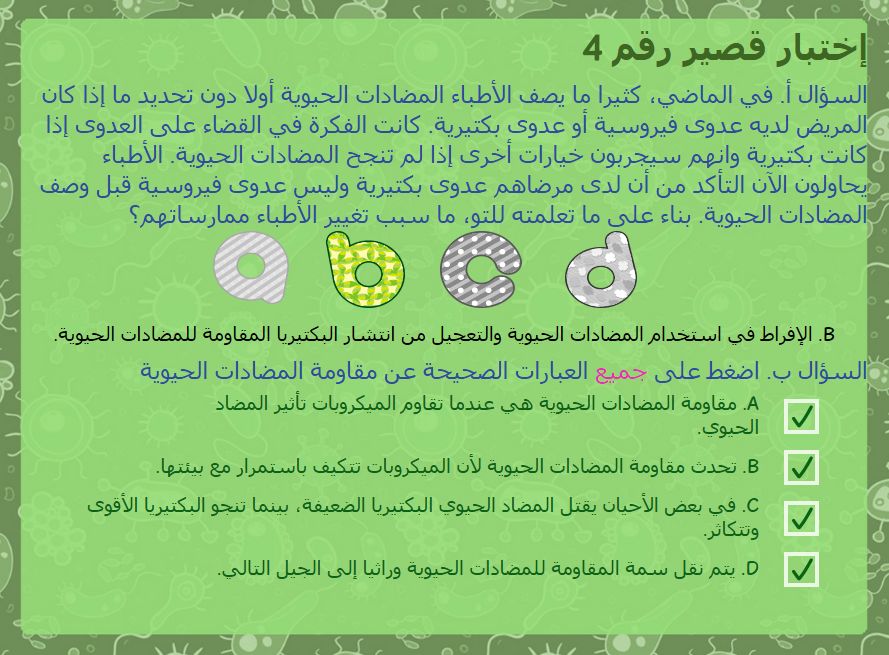 إختبار قصير رقم 4
السؤال أ. في الماضي، كثيرا ما يصف الأطباء المضادات الحيوية أولا دون تحديد ما إذا كان
المريض لديه عدوى فيروسية أو عدوى بكتيرية. كانت الفكرة في القضاء على العدوى إذا
كانت بكتيرية وانهم سيجربون خيارات أخرى إذا لم تنجح المضادات الحيوية. الأطباء
يحاولون الآن التأكد من أن لدى مرضاهم عدوى بكتيرية وليس عدوى فيروسية قبل وصف
المضادات الحيوية. بناء على ما تعلمته للتو، ما سبب تغيير الأطباء ممارساتهم؟
a b c d
B. الإفراط في استخدام المضادات الحيوية والتعجيل من انتشار البكتيريا المقاومة للمضادات الحيوية.
السؤال ب. اضغط على جميع العبارات الصحيحة عن مقاومة المضادات الحيوية
A. مقاومة المضادات الحيوية هي عندما تقاوم الميكروبات تأثير المضاد
الحيوي.
B. تحدث مقاومة المضادات الحيوية لأن الميكروبات تتكيف باستمرار مع بيئتها.
C. في بعض الأحيان يقتل المضاد الحيوي البكتيريا الضعيفة، بينما تنجو البكتيريا الأقوى
وتتكاثر.
D. يتم نقل سمة المقاومة للمضادات الحيوية وراثيا إلى الجيل التالي.